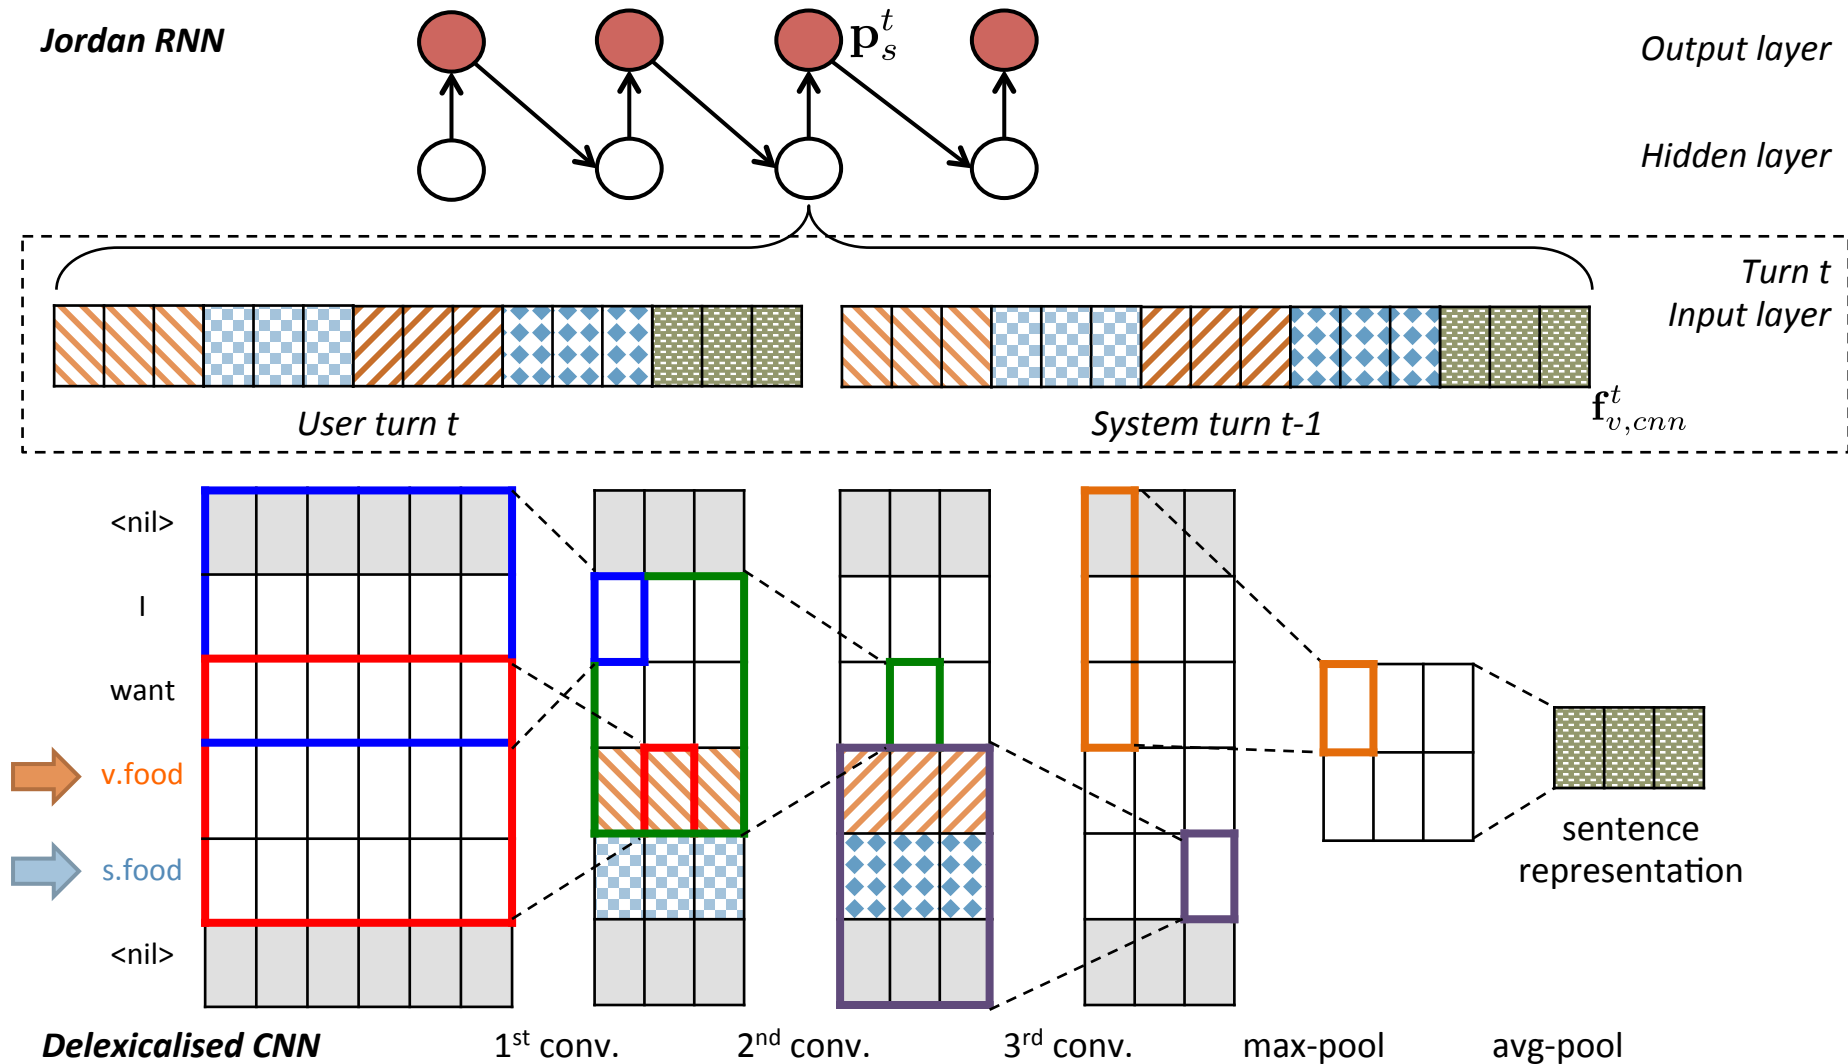 Jordan RNN
𝐩_s^t
Output layer
Hidden layer
Turn t
Input layer
User turn t
System turn t-1
𝐟_{v,cnn}^t
<nil>
I
want
v.food
s.food
<nil>
sentence
representation
Delexicalised CNN
1st conv.
2nd conv.
3rd conv.
max-pool
avg-pool